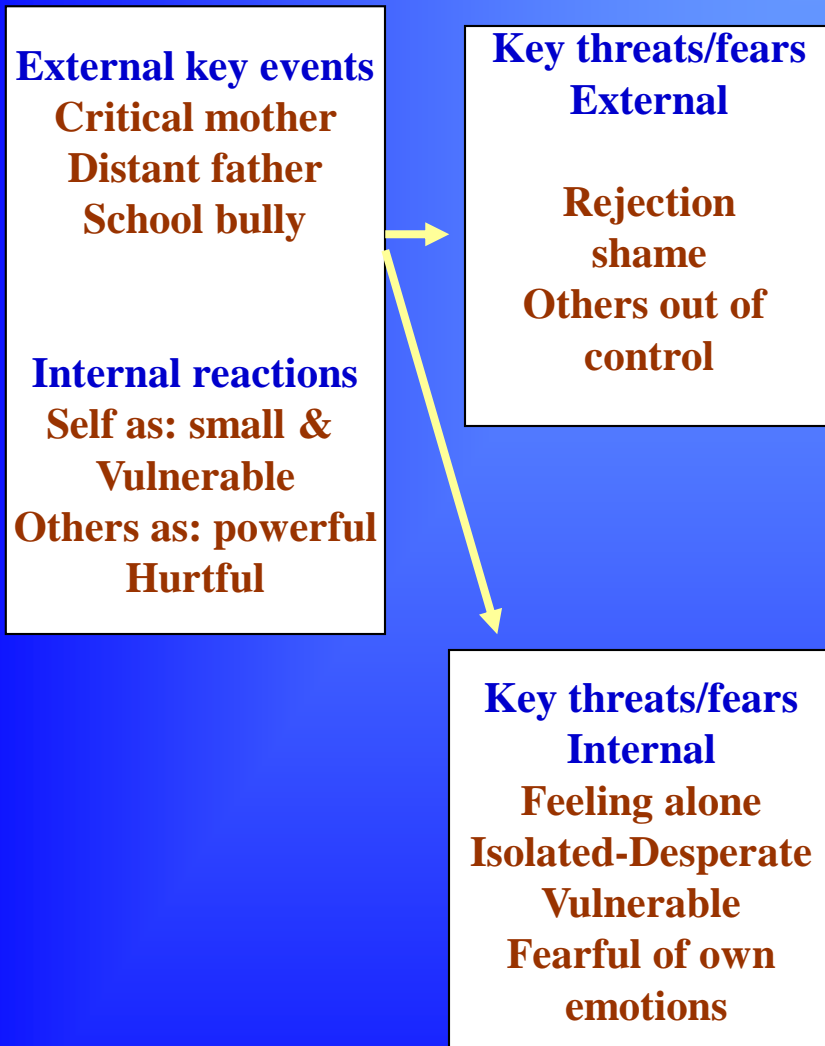 External key events
Critical mother
Distant father
School bully
Internal reactions
Self as: small &
Vulnerable
Others as: powerful
Hurtful
Key threats/fears
External
Rejection
shame
Others out of
control
Key threats/fears
Internal
Feeling alone
Isolated-Desperate
Vulnerable
Fearful of own
emotions